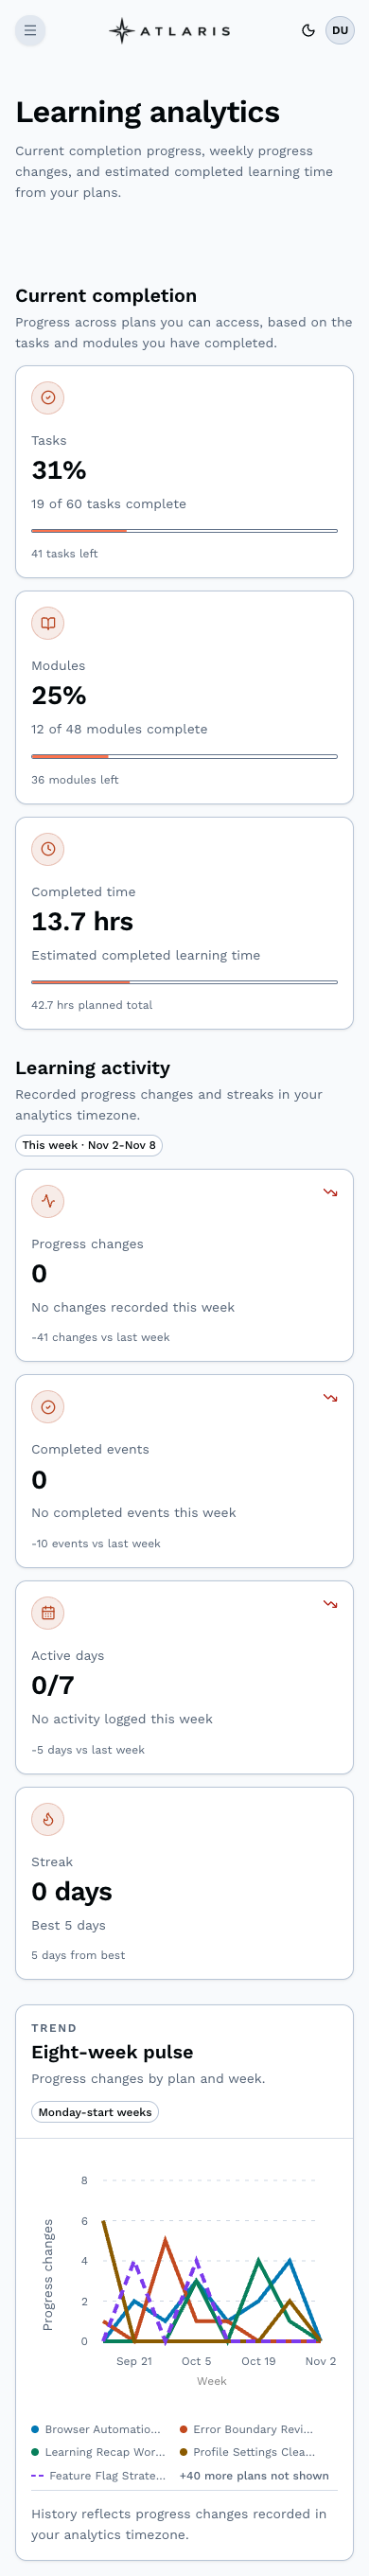 ATLARIS
DU
Learning analytics
Current completion progress, weekly progress
changes, and estimated completed learning time
from your plans.
Current completion
Progress across plans you can access, based on the
tasks and modules you have completed.
Tasks
31%
19 of 60 tasks complete
41 tasks left
Modules
25%
12 of 48 modules complete
36 modules left
Completed time
13.7 hrs
Estimated completed learning time
42.7 hrs planned total
Learning activity
Recorded progress changes and streaks in your
analytics timezone.
This week · Nov 2-Nov 8
Progress changes
0
No changes recorded this week
-41 changes vs last week
Completed events
0
No completed events this week
-10 events vs last week
Active days
0/7
No activity logged this week
-5 days vs last week
Streak
0 days
Best 5 days
5 days from best
TREND
Eight-week pulse
Progress changes by plan and week.
Monday-start weeks
Progress changes
8
6
4
2
0
Sep 21 Oct 5 Oct 19 Nov 2
Week
Browser Automatio... Error Boundary Revi...
Learning Recap Wor... Profile Settings Clea...
Feature Flag Strate... +40 more plans not shown
History reflects progress changes recorded in
your analytics timezone.